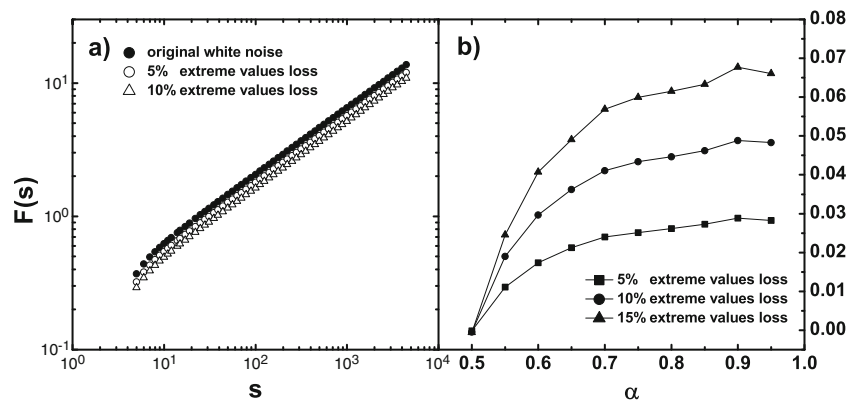 a)
original white noise
5% extreme values loss
10% extreme values loss
F(s)
10^1
10^0
10^-1
10^0 10^1 10^2 10^3 10^4
s
b)
0.08
0.07
0.06
0.05
0.04
0.03
0.02
0.01
0.00
5% extreme values loss
10% extreme values loss
15% extreme values loss
0.5 0.6 0.7 0.8 0.9 1.0
α